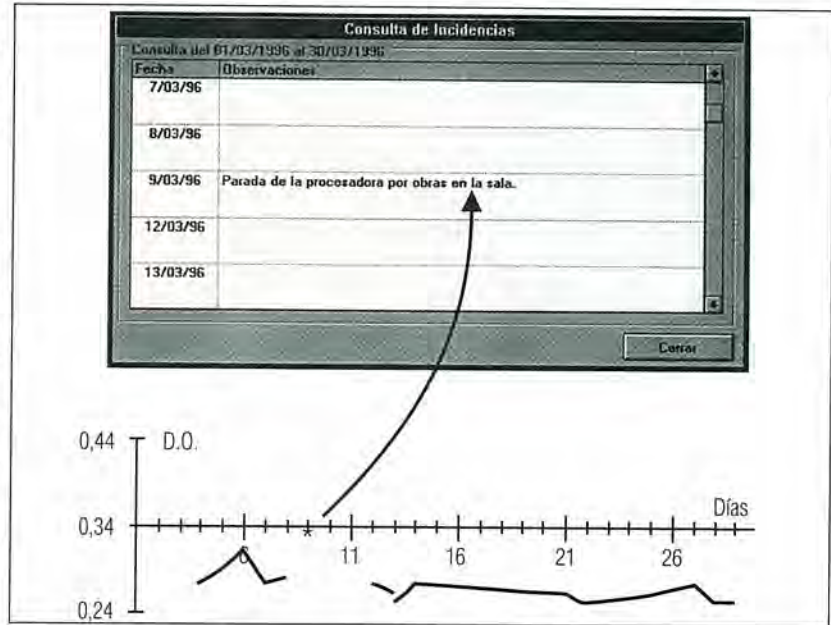 Consulta de Incidencias
Consulta del 01/03/1996 al 30/03/1996
Fecha Observaciones
7/03/96
8/03/96
9/03/96 Parada de la procesadora por obras en la sala.
12/03/96
13/03/96
Cerrar
0,44 D.O.
Días
0,34
*
6 11 16 21 26
0,24